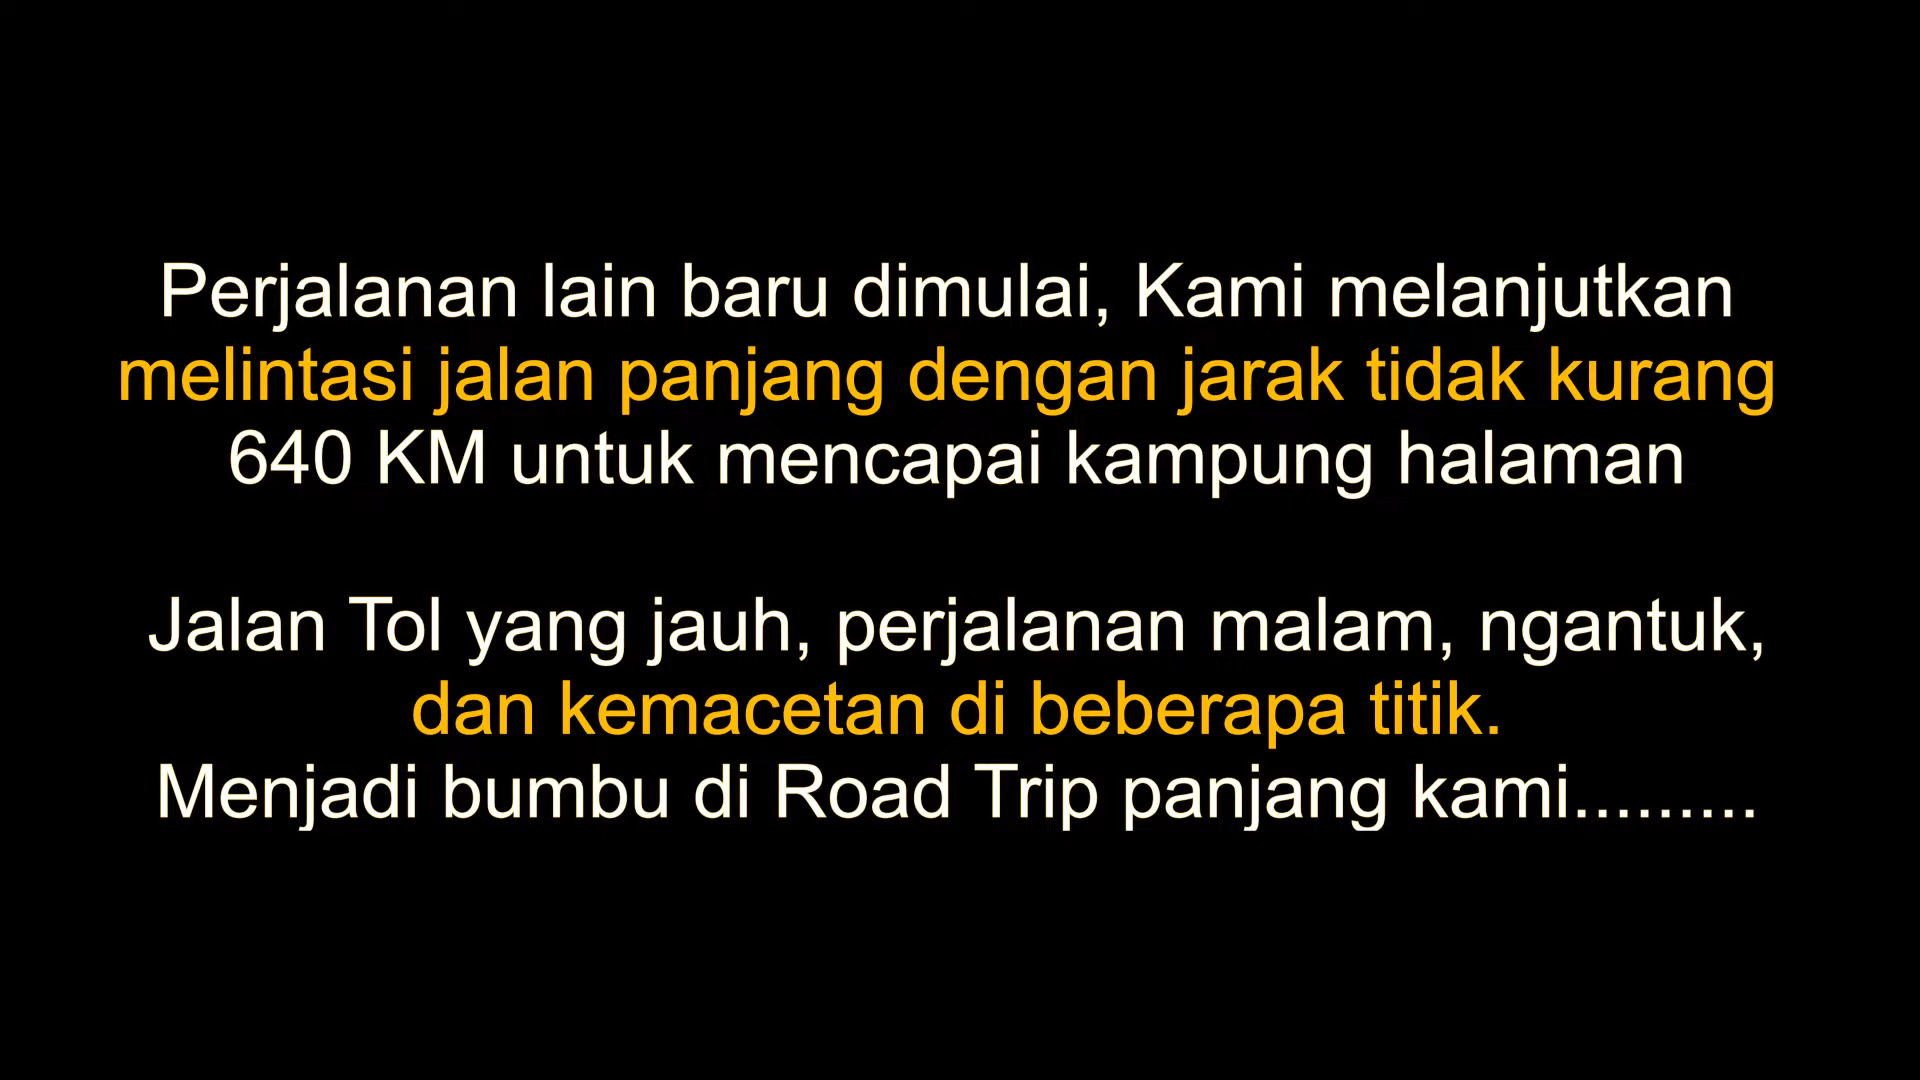 Perjalanan lain baru dimulai, Kami melanjutkan
melintasi jalan panjang dengan jarak tidak kurang
640 KM untuk mencapai kampung halaman
Jalan Tol yang jauh, perjalanan malam, ngantuk,
dan kemacetan di beberapa titik.
Menjadi bumbu di Road Trip panjang kami.........